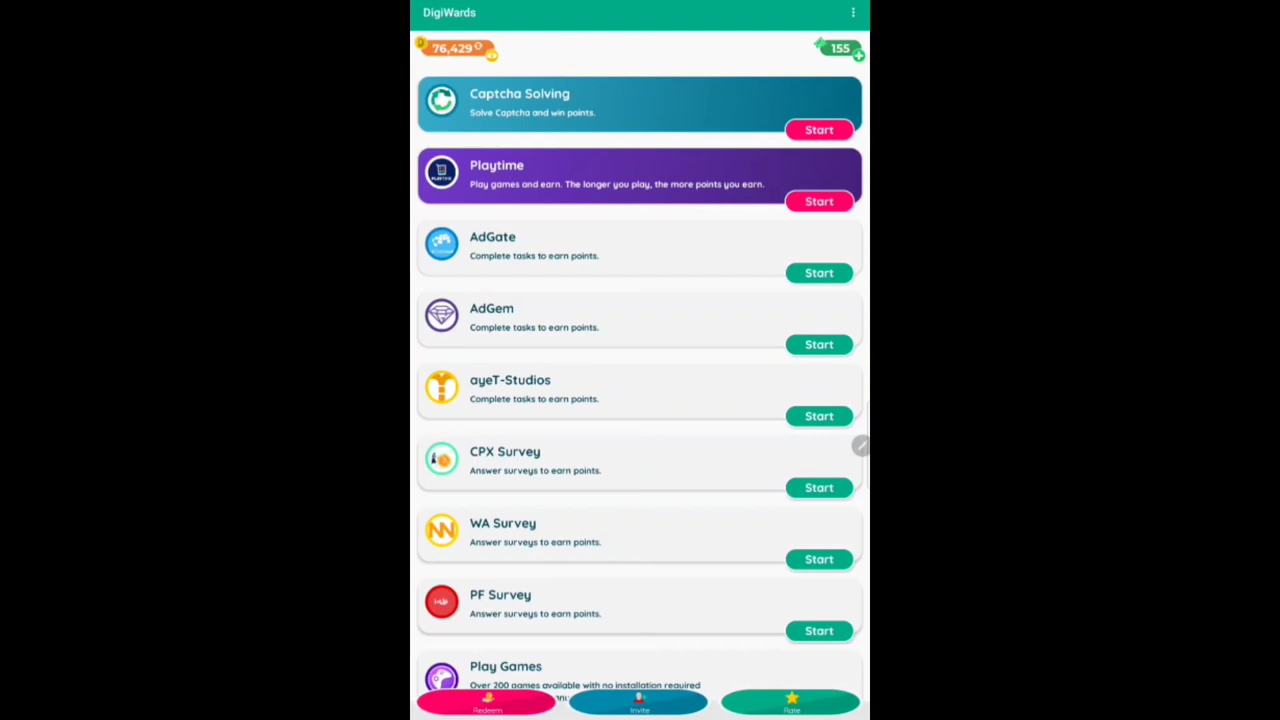 DigiWards
76,429
155
Captcha Solving
Solve Captcha and win points.
Start
Playtime
Play games and earn. The longer you play, the more points you earn.
Start
AdGate
Complete tasks to earn points.
Start
AdGem
Complete tasks to earn points.
Start
ayeT-Studios
Complete tasks to earn points.
Start
CPX Survey
Answer surveys to earn points.
Start
WA Survey
Answer surveys to earn points.
Start
PF Survey
Answer surveys to earn points.
Start
Play Games
Over 200 games available with no installation required
Redeem
Invite
Rate